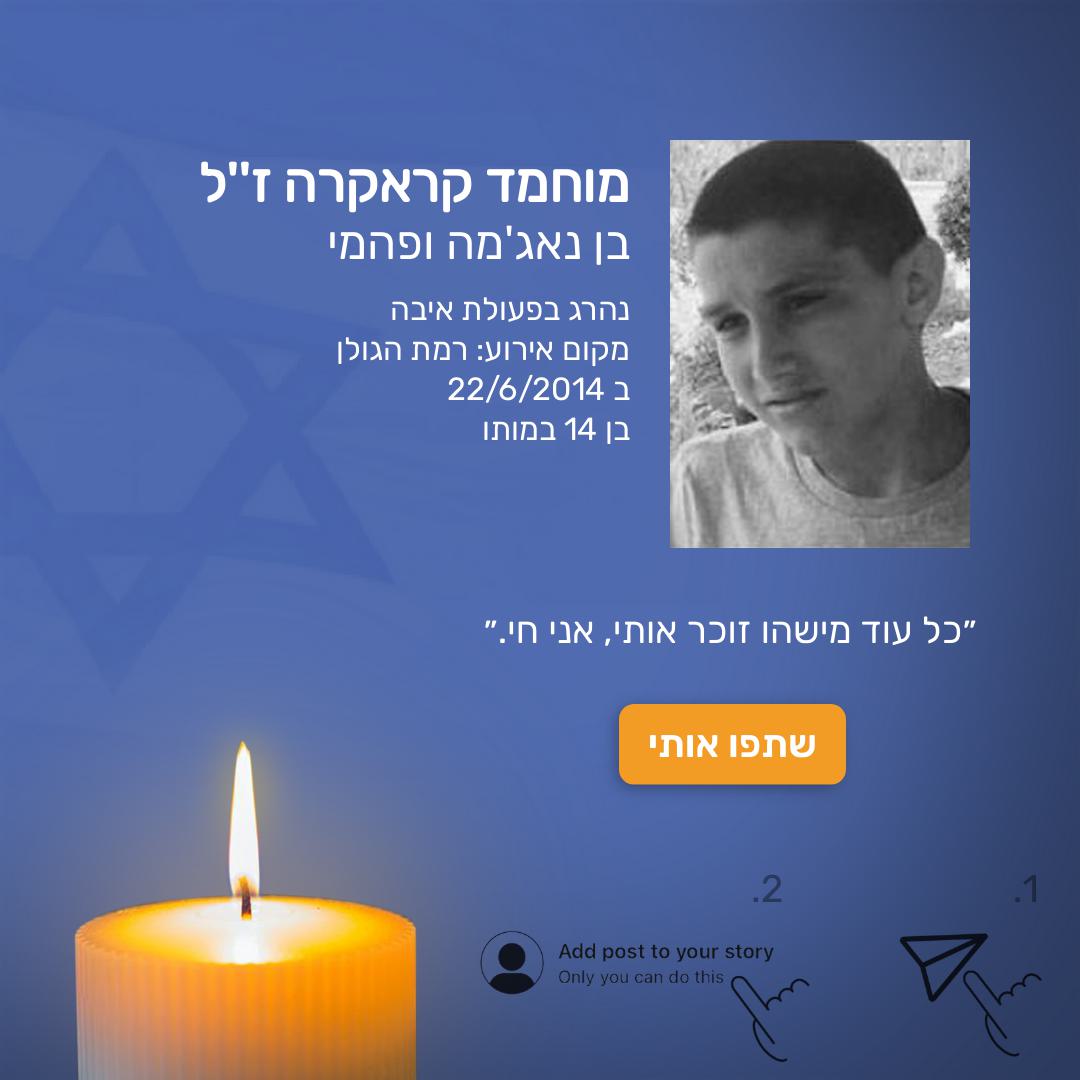 מוחמד קראקרה ז"ל
בן נאג'מה ופהמי
נהרג בפעולת איבה
מקום אירוע: רמת הגולן
ב 22/6/2014
בן 14 במותו
״כל עוד מישהו זוכר אותי, אני חי.״
שתפו אותי
1.
2.
Add post to your story
Only you can do this